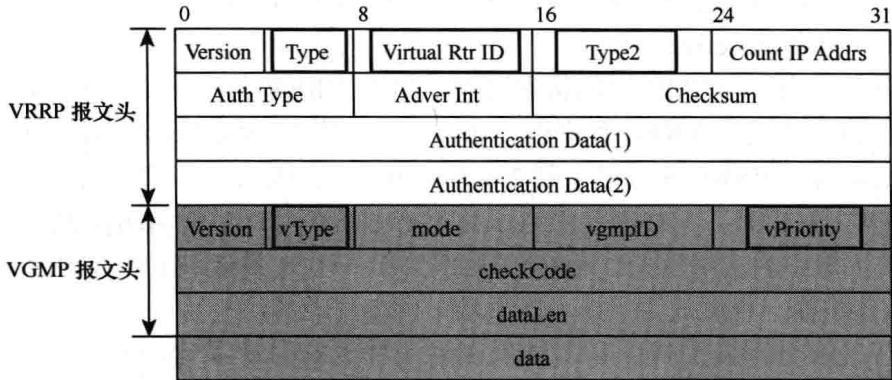 0 8 16 24 31
Version Type Virtual Rtr ID Type2 Count IP Addrs
VRRP 报文头
Auth Type Adver Int Checksum
Authentication Data(1)
Authentication Data(2)
Version vType mode vgmpID vPriority
VGMP 报文头
checkCode
dataLen
data